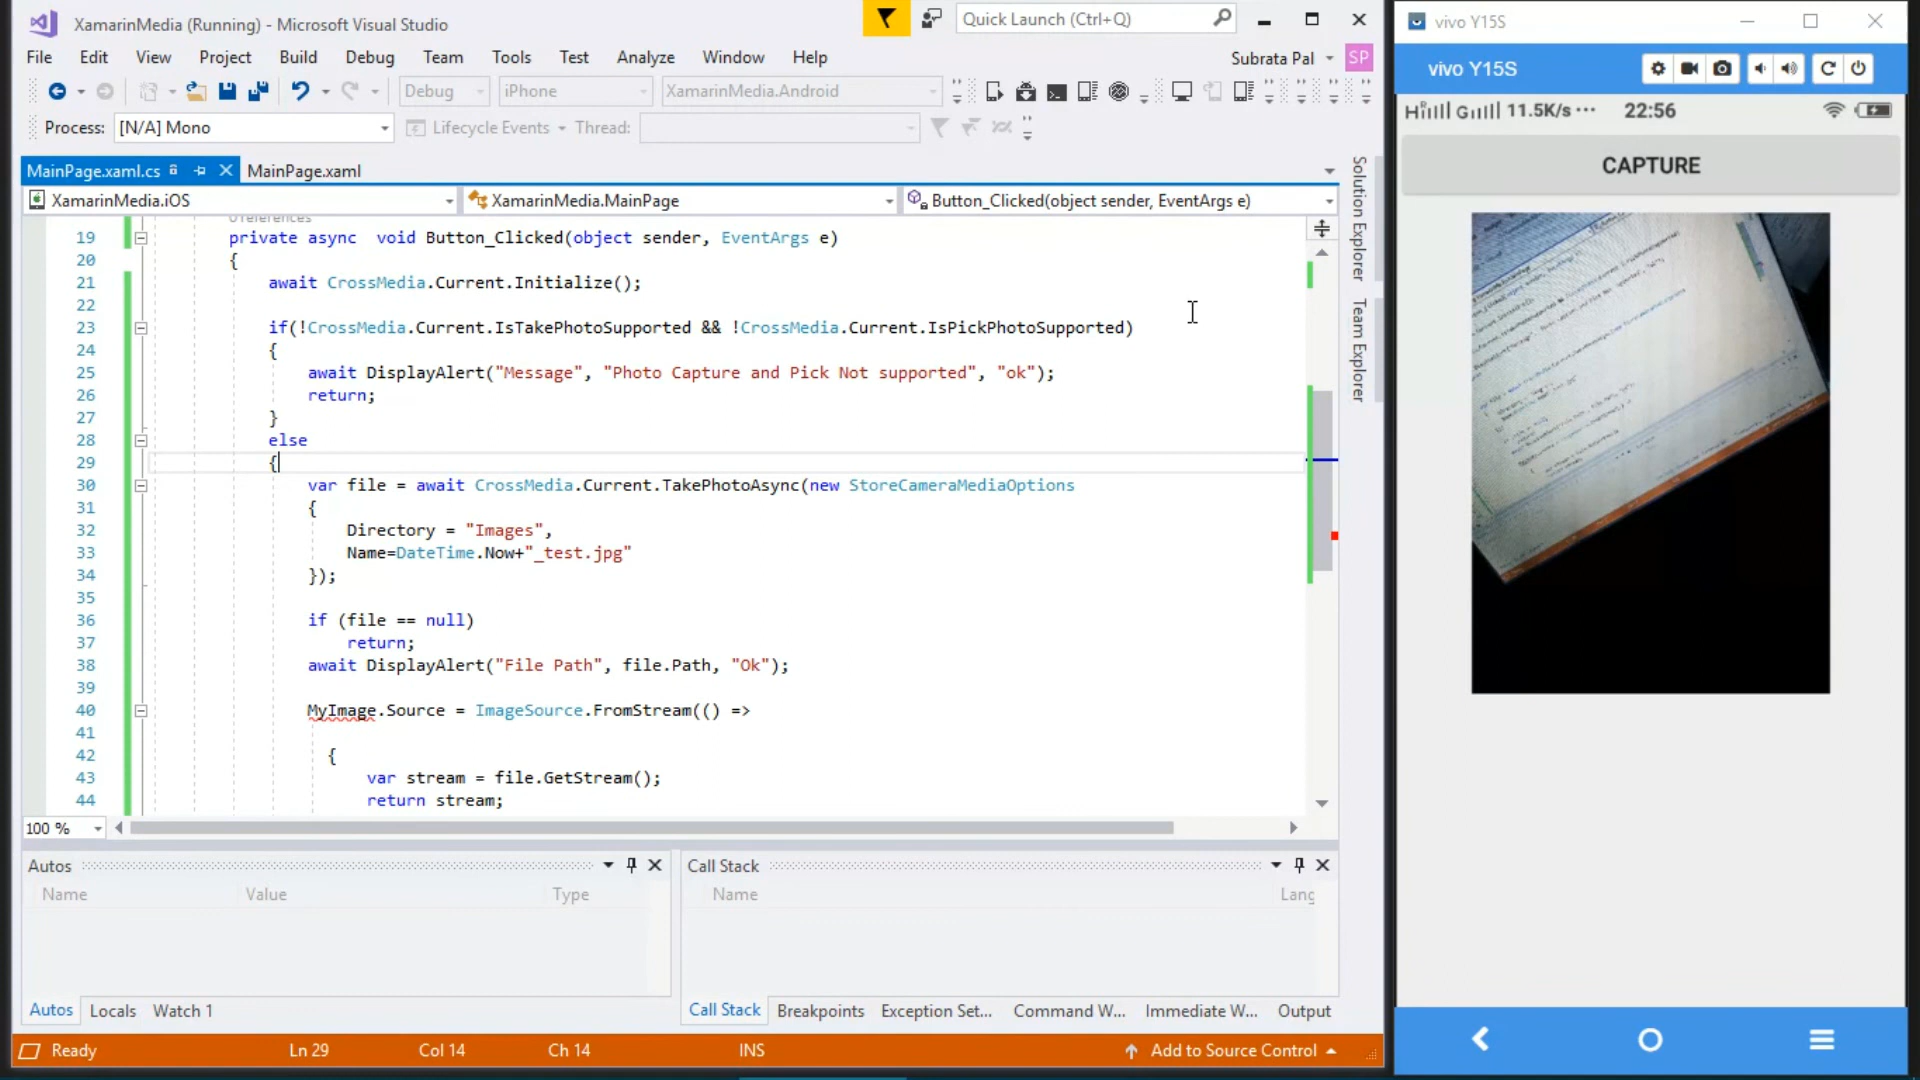 XamarinMedia (Running) - Microsoft Visual Studio
Quick Launch (Ctrl+Q)
File Edit View Project Build Debug Team Tools Test Analyze Window Help
Subrata Pal SP
Debug iPhone XamarinMedia.Android
Process: [N/A] Mono Lifecycle Events Thread:
MainPage.xaml.cs MainPage.xaml
XamarinMedia.iOS XamarinMedia.MainPage Button_Clicked(object sender, EventArgs e)
0 references
19 private async  void Button_Clicked(object sender, EventArgs e)
20 {
21 await CrossMedia.Current.Initialize();
22
23 if(!CrossMedia.Current.IsTakePhotoSupported && !CrossMedia.Current.IsPickPhotoSupported)
24 {
25 await DisplayAlert("Message", "Photo Capture and Pick Not supported", "ok");
26 return;
27 }
28 else
29 {
30 var file = await CrossMedia.Current.TakePhotoAsync(new StoreCameraMediaOptions
31 {
32 Directory = "Images",
33 Name=DateTime.Now+"_test.jpg"
34 });
35
36 if (file == null)
37 return;
38 await DisplayAlert("File Path", file.Path, "Ok");
39
40 MyImage.Source = ImageSource.FromStream(() =>
41
42 {
43 var stream = file.GetStream();
44 return stream;
100 %
Solution Explorer
Team Explorer
Autos
Name Value Type
Autos Locals Watch 1
Call Stack
Name Lang
Call Stack Breakpoints Exception Set... Command W... Immediate W... Output
Ready Ln 29 Col 14 Ch 14 INS Add to Source Control
vivo Y15S
vivo Y15S
11.5K/s ··· 22:56
CAPTURE